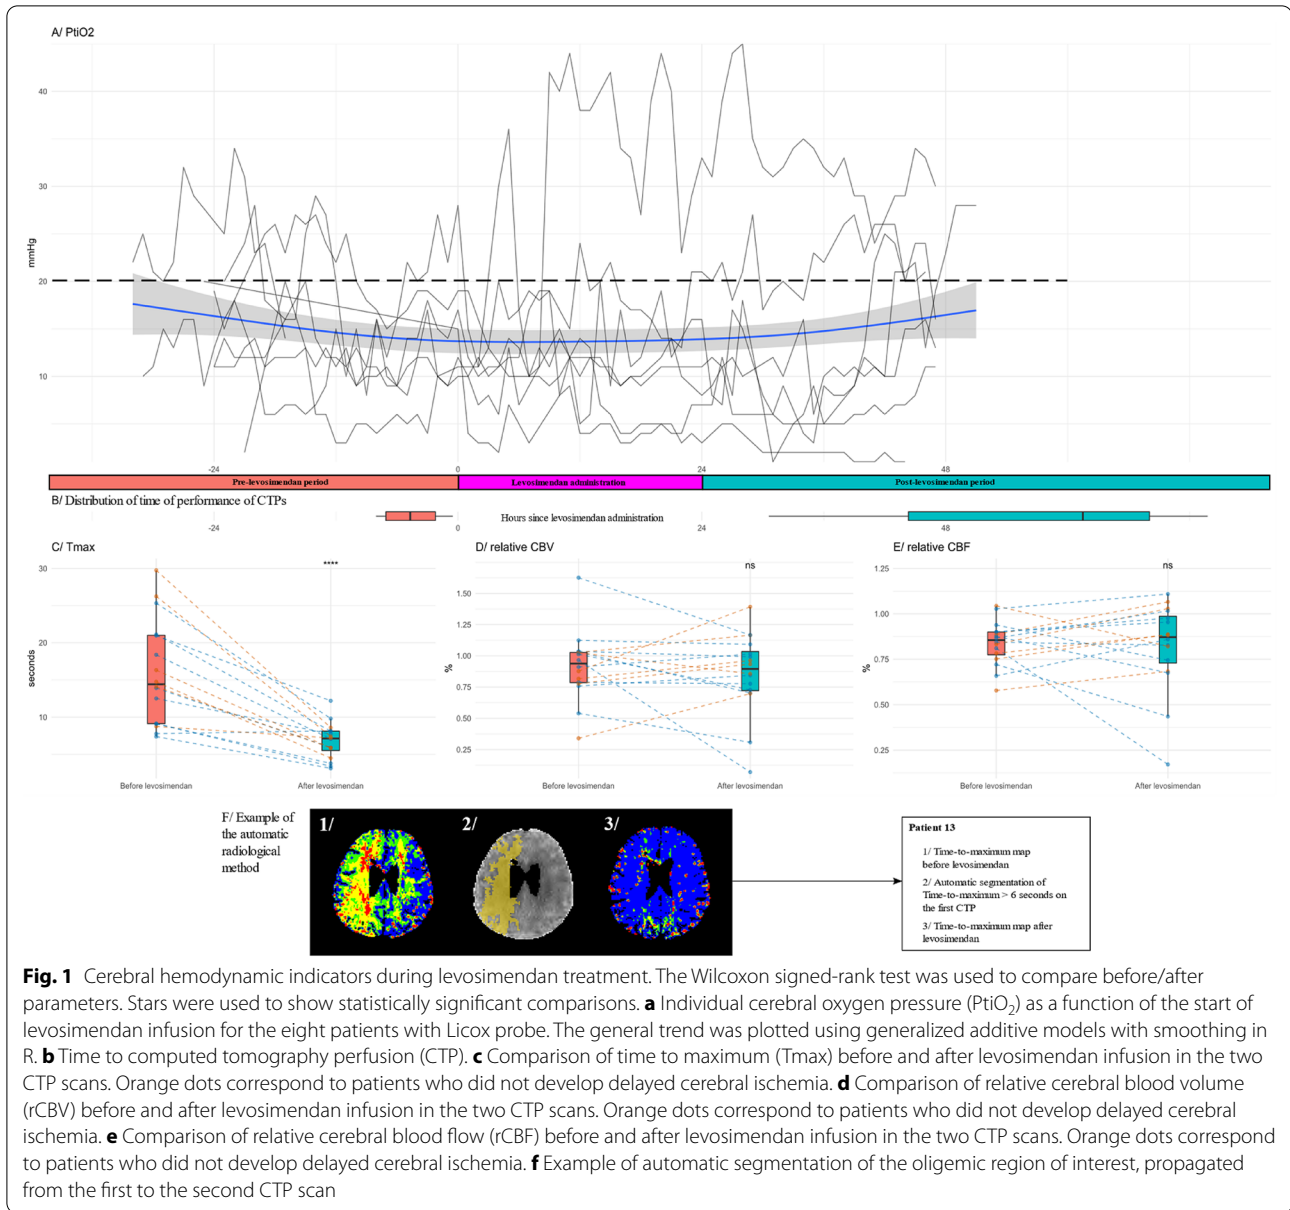 A/ PtiO2
40
30
20
10
mmHg
-24
0
24
48
Pre-levosimendan period
Levosimendan administration
Post-levosimendan period
B/ Distribution of time of performance of CTPs
-24
0
Hours since levosimendan administration
24
48
C/ Tmax
30
20
10
seconds
****
Before levosimendan
After levosimendan
D/ relative CBV
1.50
1.25
1.00
0.75
0.50
0.25
%
ns
Before levosimendan
After levosimendan
E/ relative CBF
1.25
1.00
0.75
0.50
0.25
%
ns
Before levosimendan
After levosimendan
F/ Example of
the automatic
radiological
method
1/
2/
3/
Patient 13
1/ Time-to-maximum map
before levosimendan
2/ Automatic segmentation of
Time-to-maximum > 6 seconds on
the first CTP
3/ Time-to-maximum map after
levosimendan
Fig. 1 Cerebral hemodynamic indicators during levosimendan treatment. The Wilcoxon signed-rank test was used to compare before/after
parameters. Stars were used to show statistically significant comparisons. a Individual cerebral oxygen pressure (PtiO2) as a function of the start of
levosimendan infusion for the eight patients with Licox probe. The general trend was plotted using generalized additive models with smoothing in
R. b Time to computed tomography perfusion (CTP). c Comparison of time to maximum (Tmax) before and after levosimendan infusion in the two
CTP scans. Orange dots correspond to patients who did not develop delayed cerebral ischemia. d Comparison of relative cerebral blood volume
(rCBV) before and after levosimendan infusion in the two CTP scans. Orange dots correspond to patients who did not develop delayed cerebral
ischemia. e Comparison of relative cerebral blood flow (rCBF) before and after levosimendan infusion in the two CTP scans. Orange dots correspond
to patients who did not develop delayed cerebral ischemia. f Example of automatic segmentation of the oligemic region of interest, propagated
from the first to the second CTP scan